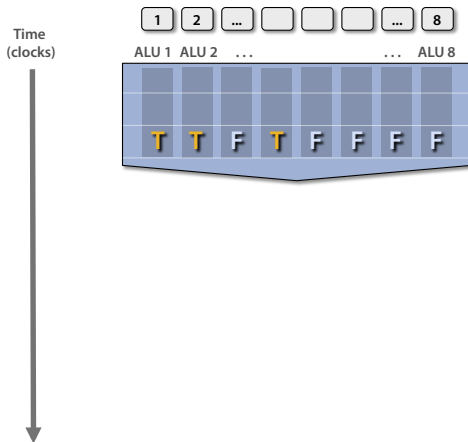 1 2 ... ... 8
Time
(clocks)
ALU 1 ALU 2 . . . . . . ALU 8
T T F T F F F F